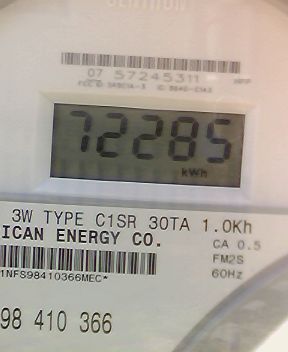 CENTRON
07 57245311
72285
kWh
3W TYPE C1SR 30TA 1.0Kh
ICAN ENERGY CO.
CA 0.5
FM2S
60Hz
1NFS98410366MEC*
98 410 366